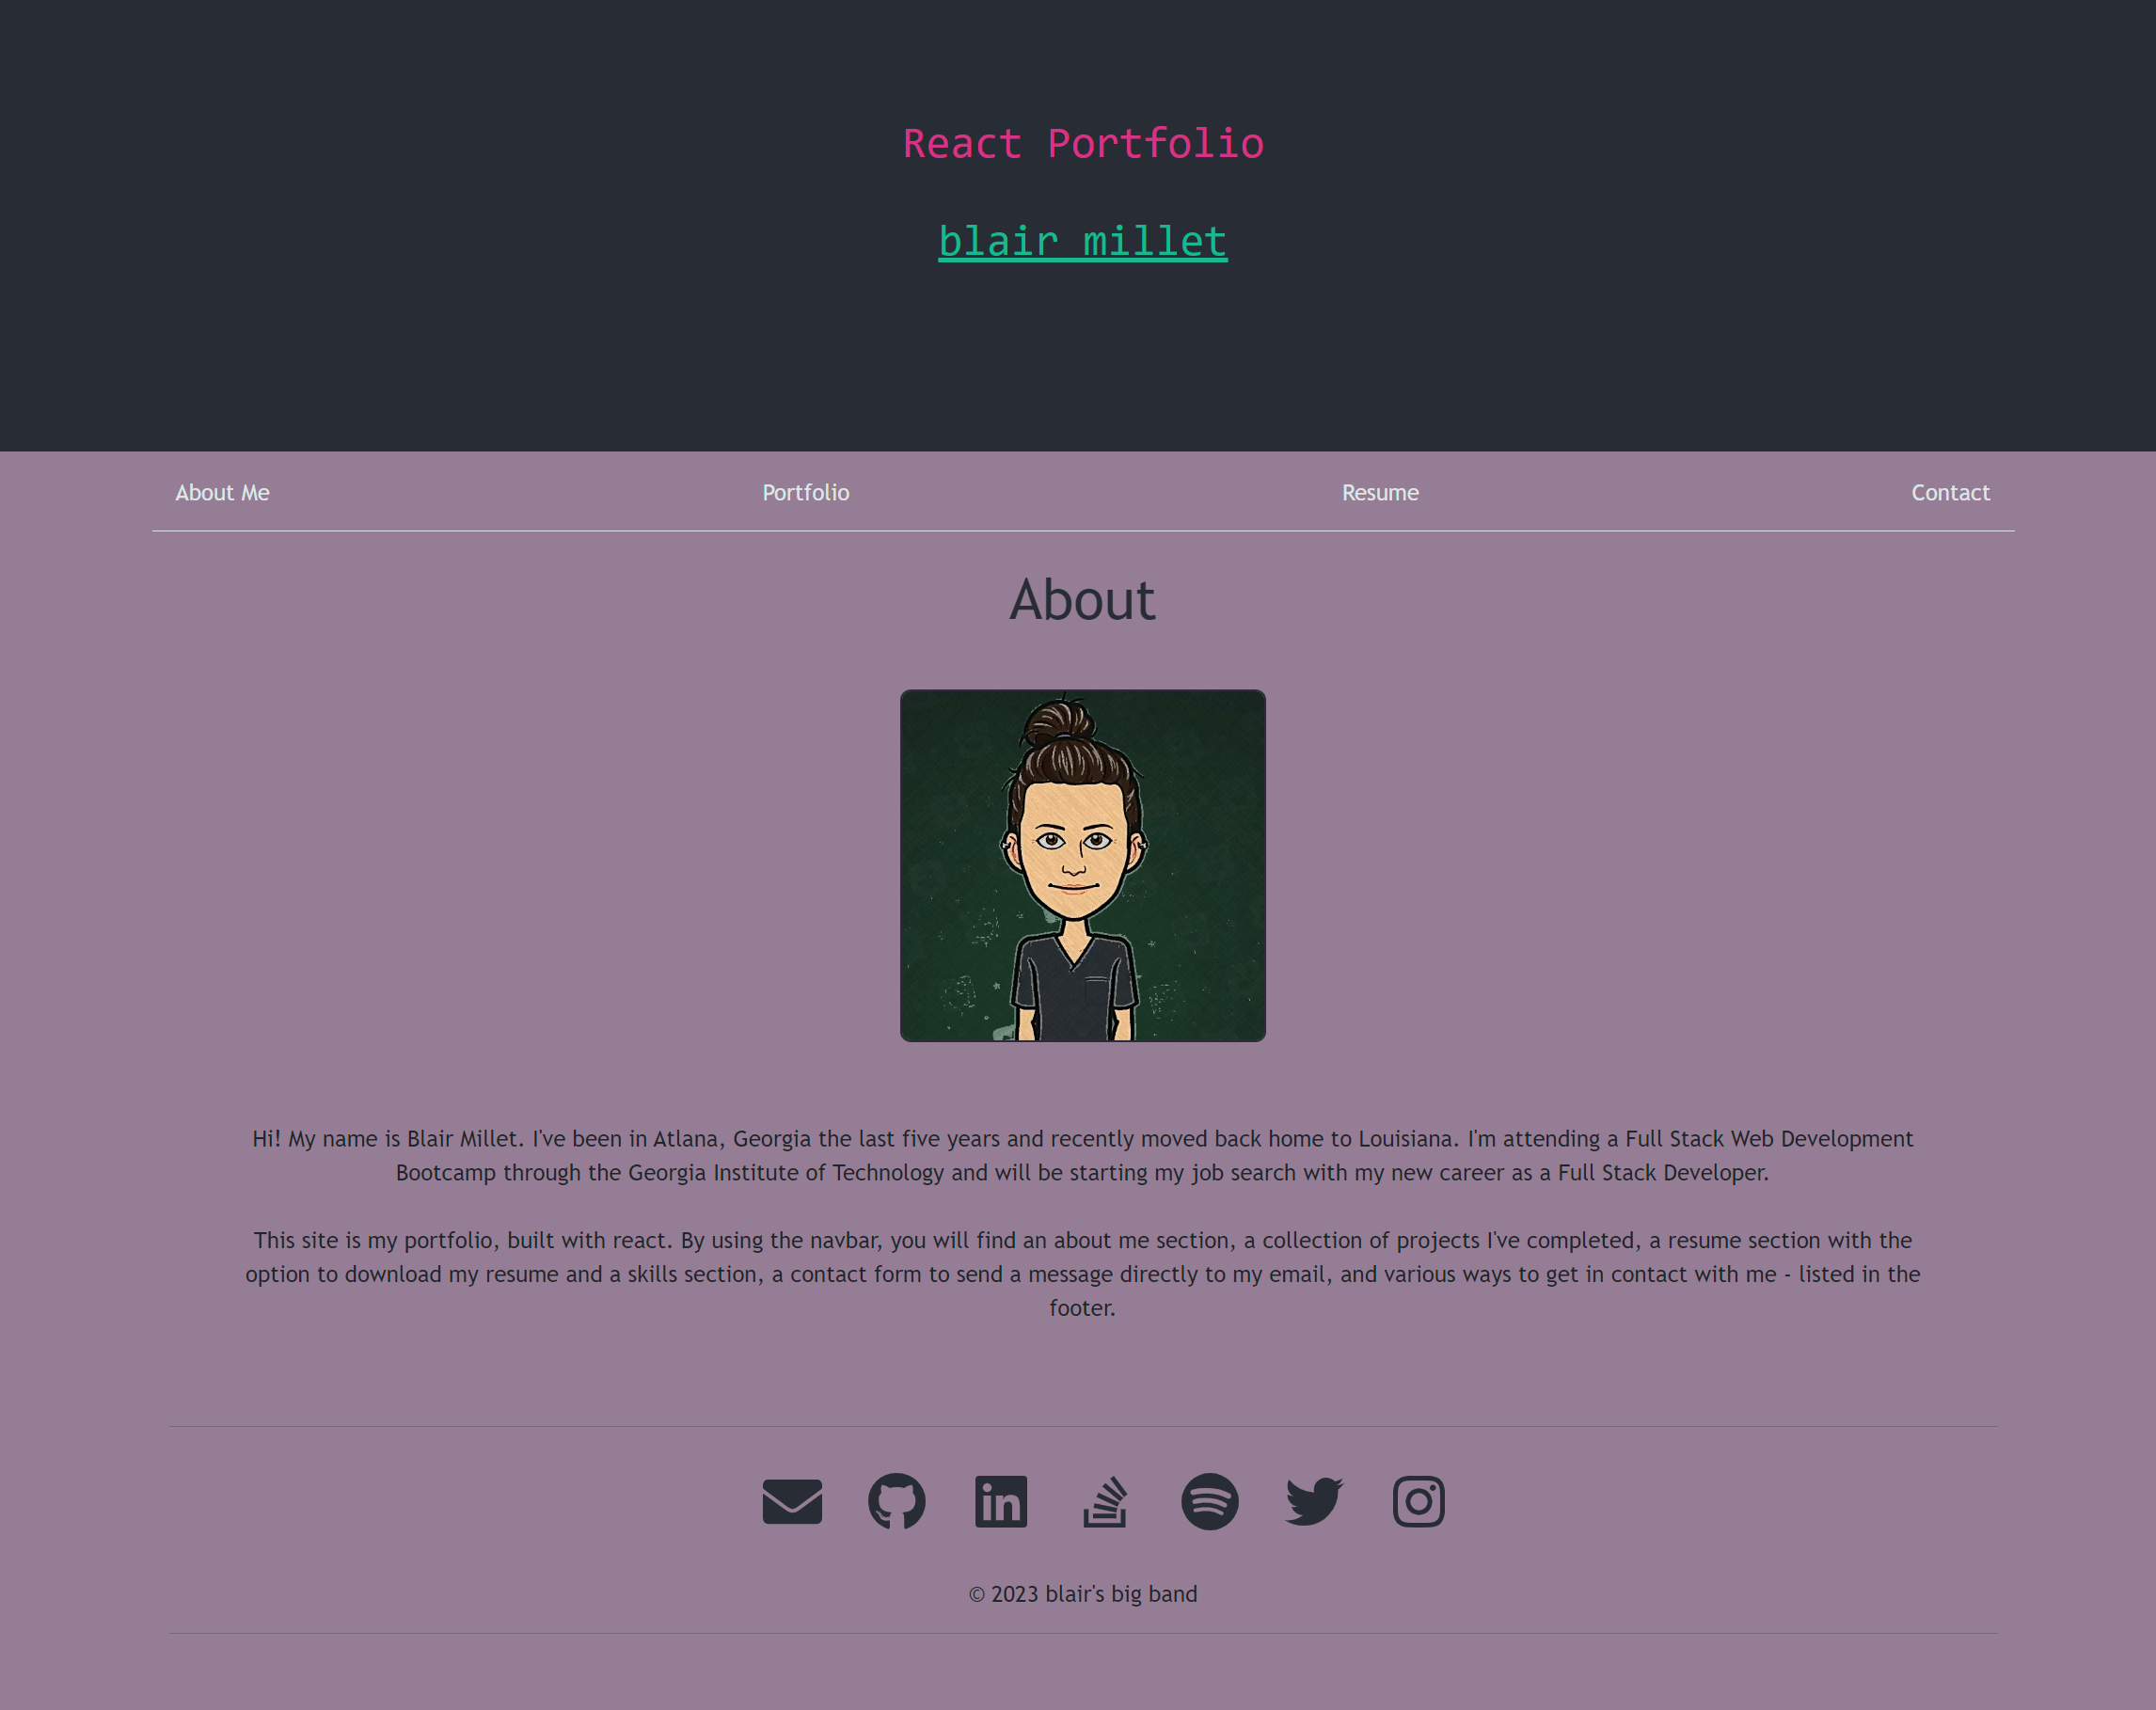 React Portfolio
blair millet
About Me
Portfolio
Resume
Contact
About
Hi! My name is Blair Millet. I've been in Atlana, Georgia the last five years and recently moved back home to Louisiana. I'm attending a Full Stack Web Development
Bootcamp through the Georgia Institute of Technology and will be starting my job search with my new career as a Full Stack Developer.
This site is my portfolio, built with react. By using the navbar, you will find an about me section, a collection of projects I've completed, a resume section with the
option to download my resume and a skills section, a contact form to send a message directly to my email, and various ways to get in contact with me - listed in the
footer.
in
© 2023 blair's big band